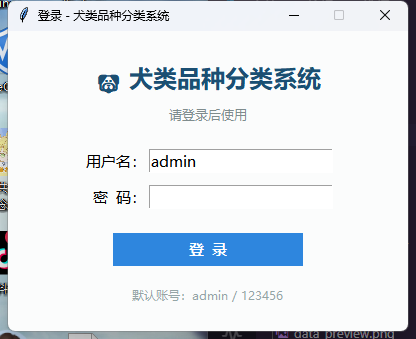 登录 - 犬类品种分类系统
犬类品种分类系统
请登录后使用
用户名： admin
密 码：
登 录
默认账号：admin / 123456
data_preview.png